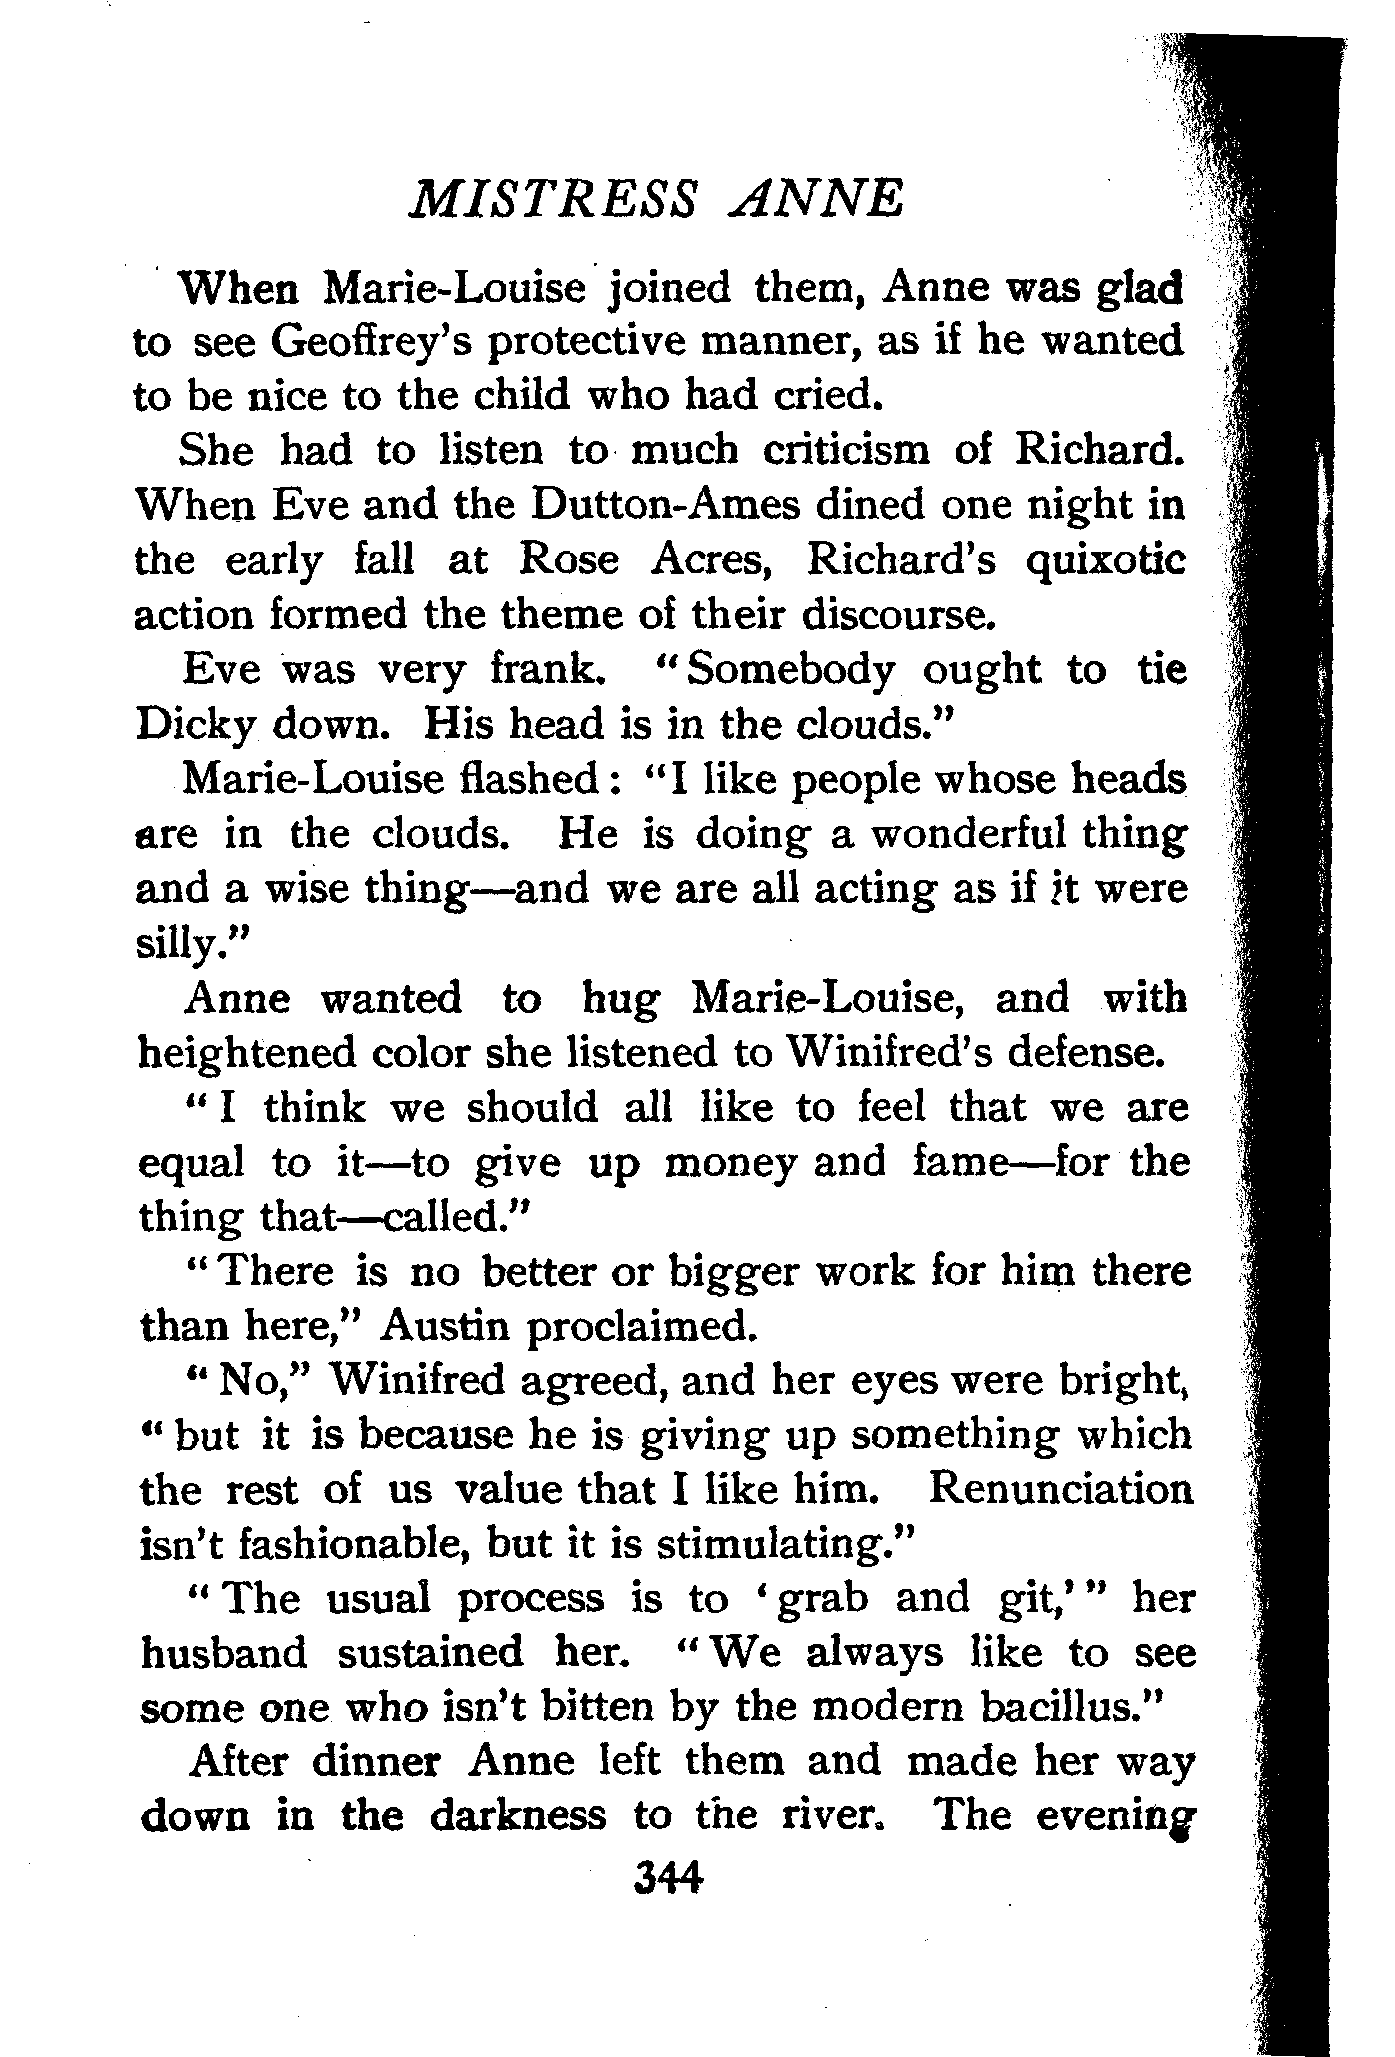 MISTRESS ANNE
When Marie-Louise joined them, Anne was glad
to see Geoffrey's protective manner, as if he wanted
to be nice to the child who had cried.
She had to listen to much criticism of Richard.
When Eve and the Dutton-Ames dined one night in
the early fall at Rose Acres, Richard's quixotic
action formed the theme of their discourse.
Eve was very frank. “Somebody ought to tie
Dicky down. His head is in the clouds.”
Marie-Louise flashed: “I like people whose heads
are in the clouds. He is doing a wonderful thing
and a wise thing—and we are all acting as if it were
silly.”
Anne wanted to hug Marie-Louise, and with
heightened color she listened to Winifred's defense.
“I think we should all like to feel that we are
equal to it—to give up money and fame—for the
thing that—called.”
“There is no better or bigger work for him there
than here,” Austin proclaimed.
“No,” Winifred agreed, and her eyes were bright,
“but it is because he is giving up something which
the rest of us value that I like him. Renunciation
isn't fashionable, but it is stimulating.”
“The usual process is to ‘grab and git,’” her
husband sustained her. “We always like to see
some one who isn't bitten by the modern bacillus.”
After dinner Anne left them and made her way
down in the darkness to the river. The evening
344